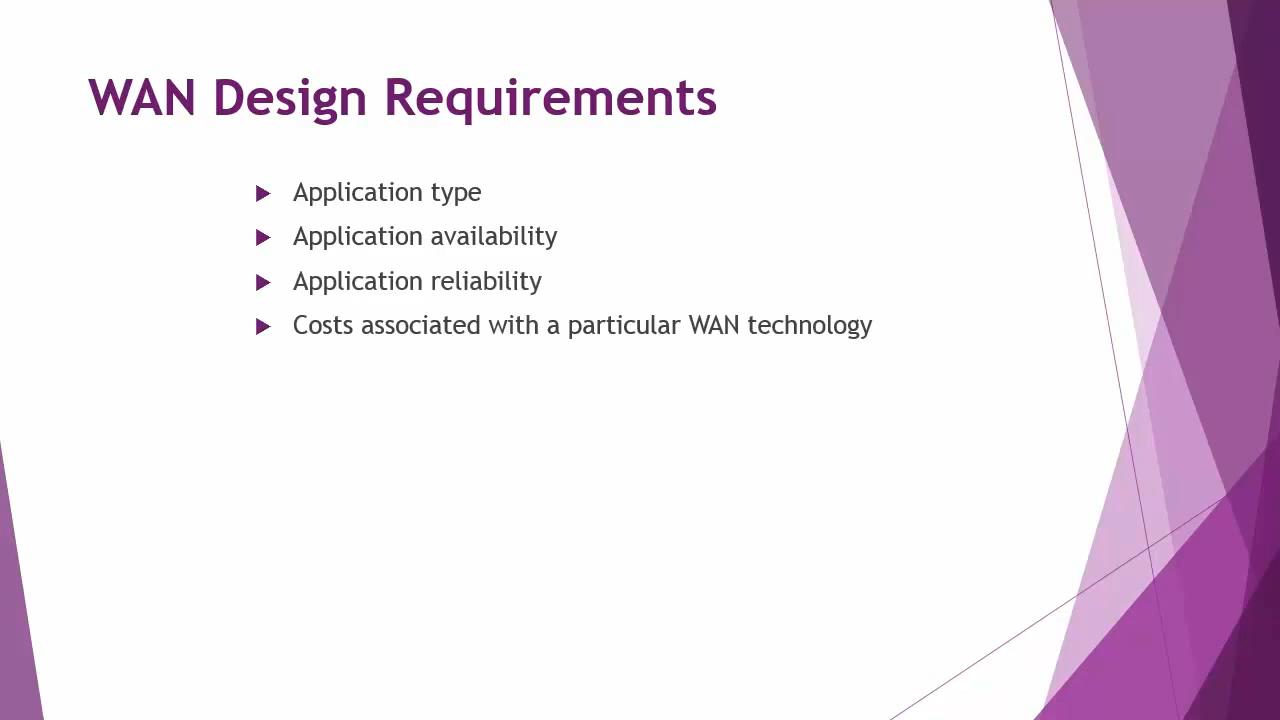 WAN Design Requirements
Application type
Application availability
Application reliability
Costs associated with a particular WAN technology